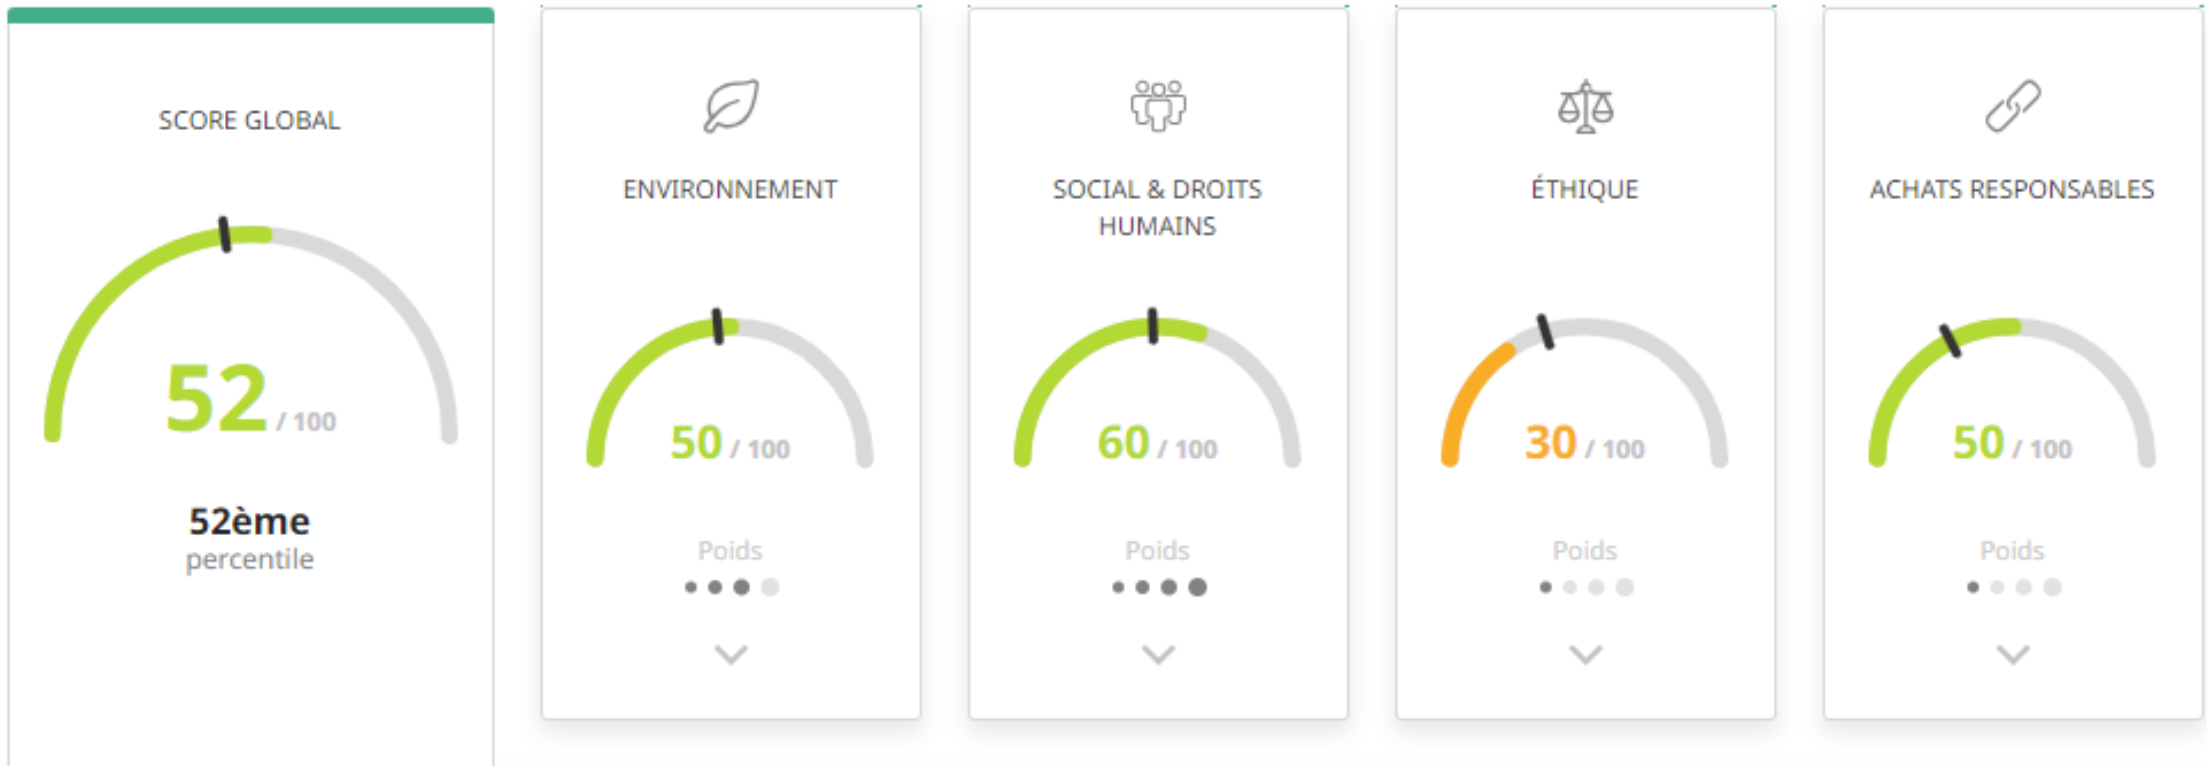 SCORE GLOBAL
52 / 100
52ème
percentile
ENVIRONNEMENT
50 / 100
Poids
SOCIAL & DROITS
HUMAINS
60 / 100
Poids
ÉTHIQUE
30 / 100
Poids
ACHATS RESPONSABLES
50 / 100
Poids